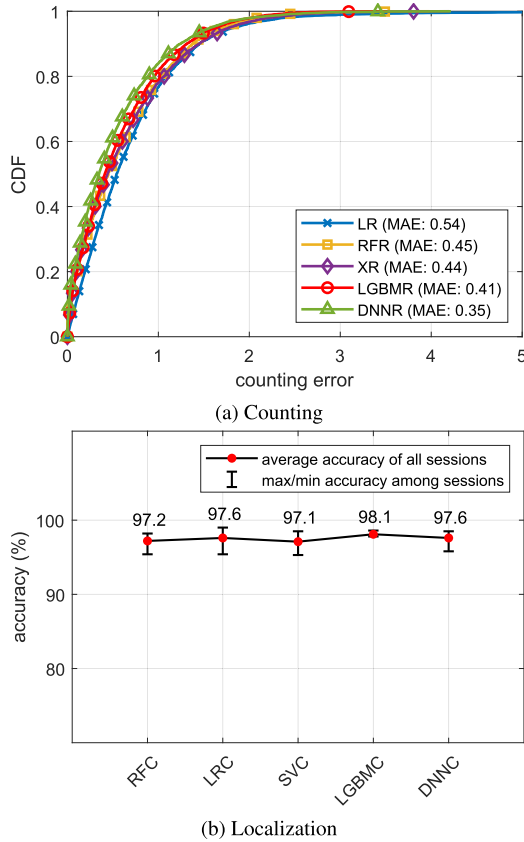 1
0.8
0.6
0.4
0.2
0
CDF
LR (MAE: 0.54)
RFR (MAE: 0.45)
XR (MAE: 0.44)
LGBMR (MAE: 0.41)
DNNR (MAE: 0.35)
0 1 2 3 4 5
counting error
(a) Counting
average accuracy of all sessions
max/min accuracy among sessions
97.2 97.6 97.1 98.1 97.6
100
90
80
accuracy (%)
RFC LRC SVC LGBMC DNNC
(b) Localization